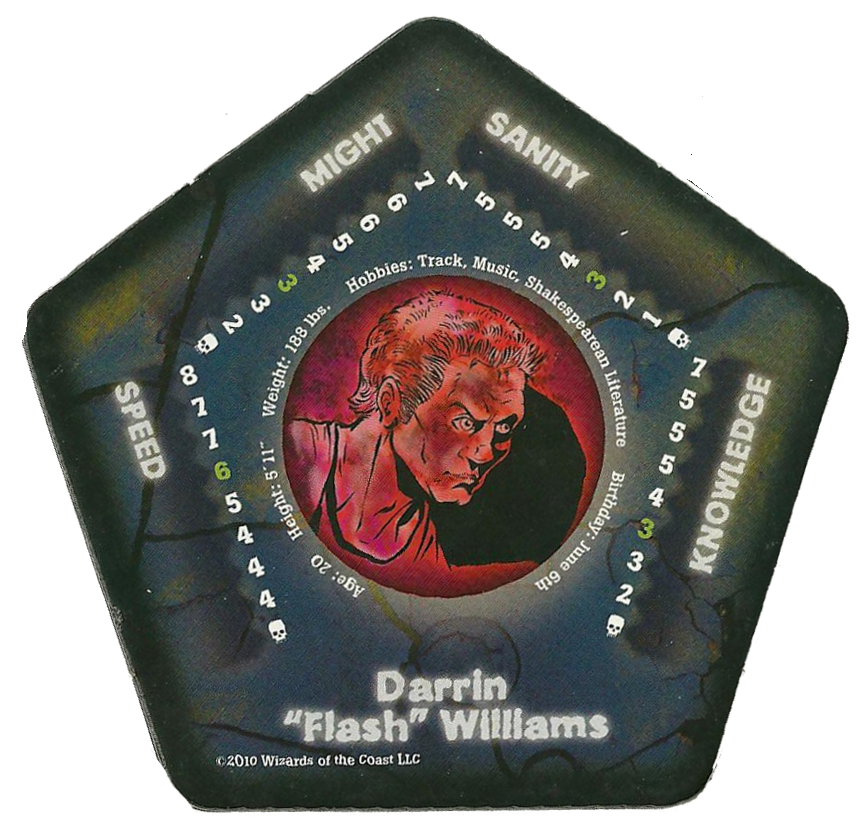 MIGHT
2 3 3 4 5 6 6 7
SANITY
7 5 5 5 4 3 2 1
SPEED
8 7 7 6 5 4 4 4
KNOWLEDGE
7 5 5 5 4 3 3 2
Age: 20 Height: 5'11" Weight: 188 lbs. Hobbies: Track, Music, Shakespearean Literature Birthday: June 6th
Darrin
"Flash" Williams
©2010 Wizards of the Coast LLC